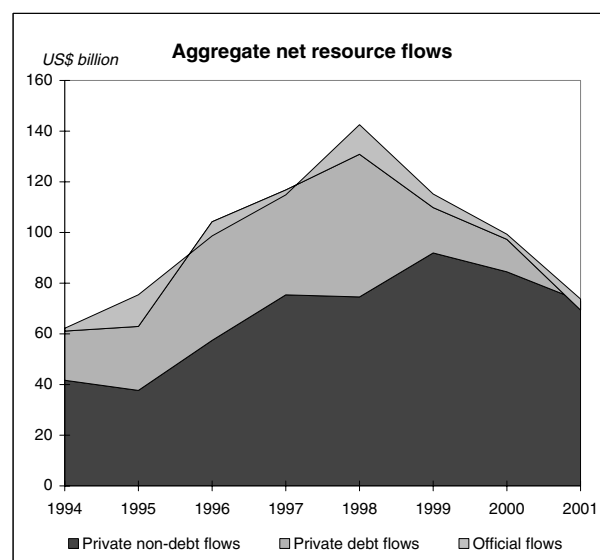 Aggregate net resource flows
US$ billion
160
140
120
100
80
60
40
20
0
1994 1995 1996 1997 1998 1999 2000 2001
Private non-debt flows Private debt flows Official flows